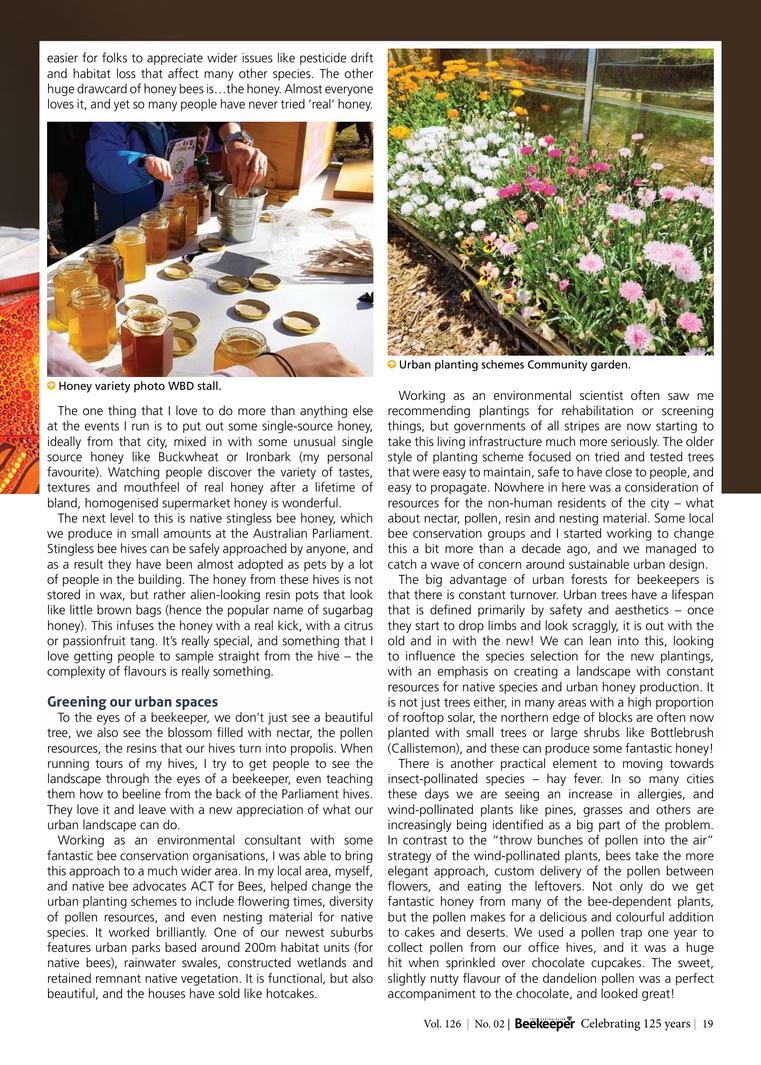 easier for folks to appreciate wider issues like pesticide drift
and habitat loss that affect many other species. The other
huge drawcard of honey bees is…the honey. Almost everyone
loves it, and yet so many people have never tried ‘real’ honey.
Honey variety photo WBD stall.
The one thing that I love to do more than anything else
at the events I run is to put out some single-source honey,
ideally from that city, mixed in with some unusual single
source honey like Buckwheat or Ironbark (my personal
favourite). Watching people discover the variety of tastes,
textures and mouthfeel of real honey after a lifetime of
bland, homogenised supermarket honey is wonderful.
The next level to this is native stingless bee honey, which
we produce in small amounts at the Australian Parliament.
Stingless bee hives can be safely approached by anyone, and
as a result they have been almost adopted as pets by a lot
of people in the building. The honey from these hives is not
stored in wax, but rather alien-looking resin pots that look
like little brown bags (hence the popular name of sugarbag
honey). This infuses the honey with a real kick, with a citrus
or passionfruit tang. It’s really special, and something that I
love getting people to sample straight from the hive – the
complexity of flavours is really something.
Greening our urban spaces
To the eyes of a beekeeper, we don’t just see a beautiful
tree, we also see the blossom filled with nectar, the pollen
resources, the resins that our hives turn into propolis. When
running tours of my hives, I try to get people to see the
landscape through the eyes of a beekeeper, even teaching
them how to beeline from the back of the Parliament hives.
They love it and leave with a new appreciation of what our
urban landscape can do.
Working as an environmental consultant with some
fantastic bee conservation organisations, I was able to bring
this approach to a much wider area. In my local area, myself,
and native bee advocates ACT for Bees, helped change the
urban planting schemes to include flowering times, diversity
of pollen resources, and even nesting material for native
species. It worked brilliantly. One of our newest suburbs
features urban parks based around 200m habitat units (for
native bees), rainwater swales, constructed wetlands and
retained remnant native vegetation. It is functional, but also
beautiful, and the houses have sold like hotcakes.
Urban planting schemes Community garden.
Working as an environmental scientist often saw me
recommending plantings for rehabilitation or screening
things, but governments of all stripes are now starting to
take this living infrastructure much more seriously. The older
style of planting scheme focused on tried and tested trees
that were easy to maintain, safe to have close to people, and
easy to propagate. Nowhere in here was a consideration of
resources for the non-human residents of the city – what
about nectar, pollen, resin and nesting material. Some local
bee conservation groups and I started working to change
this a bit more than a decade ago, and we managed to
catch a wave of concern around sustainable urban design.
The big advantage of urban forests for beekeepers is
that there is constant turnover. Urban trees have a lifespan
that is defined primarily by safety and aesthetics – once
they start to drop limbs and look scraggly, it is out with the
old and in with the new! We can lean into this, looking
to influence the species selection for the new plantings,
with an emphasis on creating a landscape with constant
resources for native species and urban honey production. It
is not just trees either, in many areas with a high proportion
of rooftop solar, the northern edge of blocks are often now
planted with small trees or large shrubs like Bottlebrush
(Callistemon), and these can produce some fantastic honey!
There is another practical element to moving towards
insect-pollinated species – hay fever. In so many cities
these days we are seeing an increase in allergies, and
wind-pollinated plants like pines, grasses and others are
increasingly being identified as a big part of the problem.
In contrast to the “throw bunches of pollen into the air”
strategy of the wind-pollinated plants, bees take the more
elegant approach, custom delivery of the pollen between
flowers, and eating the leftovers. Not only do we get
fantastic honey from many of the bee-dependent plants,
but the pollen makes for a delicious and colourful addition
to cakes and deserts. We used a pollen trap one year to
collect pollen from our office hives, and it was a huge
hit when sprinkled over chocolate cupcakes. The sweet,
slightly nutty flavour of the dandelion pollen was a perfect
accompaniment to the chocolate, and looked great!
Vol. 126 | No. 02 | Beekeeper Celebrating 125 years | 19